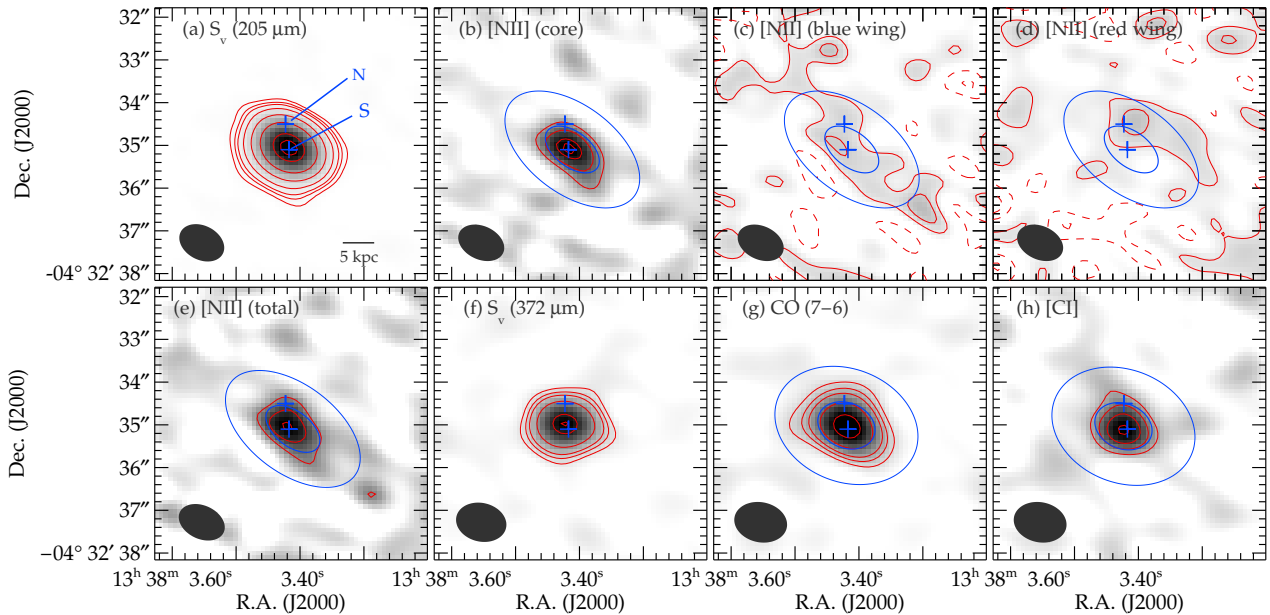 (a) Sᵥ (205 μm)
(b) [NII] (core)
(c) [NII] (blue wing)
(d) [NII] (red wing)
N
S
5 kpc
Dec. (J2000)
32″
33″
34″
35″
36″
37″
-04° 32′ 38″
(e) [NII] (total)
(f) Sᵥ (372 μm)
(g) CO (7−6)
(h) [CI]
Dec. (J2000)
32″
33″
34″
35″
36″
37″
−04° 32′ 38″
13ʰ 38ᵐ 3.60ˢ 3.40ˢ 13ʰ 38ᵐ 3.60ˢ 3.40ˢ 13ʰ 38ᵐ 3.60ˢ 3.40ˢ 13ʰ 38ᵐ 3.60ˢ 3.40ˢ
R.A. (J2000) R.A. (J2000) R.A. (J2000) R.A. (J2000)